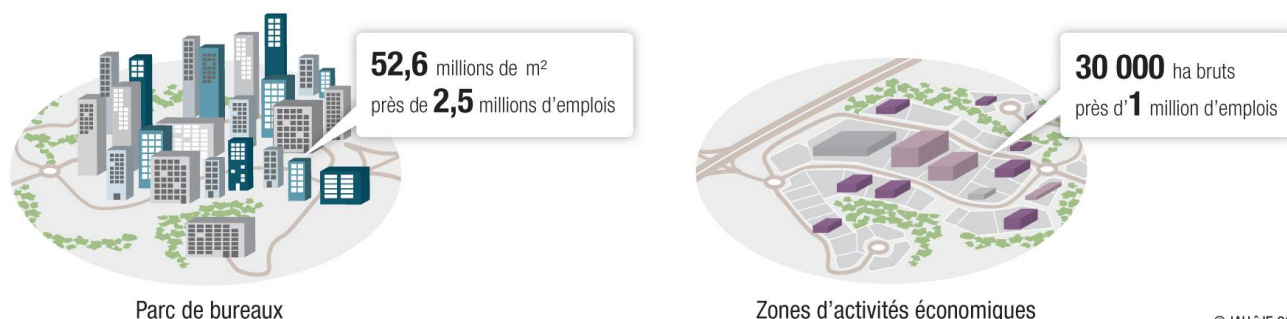 52,6 millions de m²
près de 2,5 millions d'emplois
30 000 ha bruts
près d'1 million d'emplois
Parc de bureaux
Zones d'activités économiques